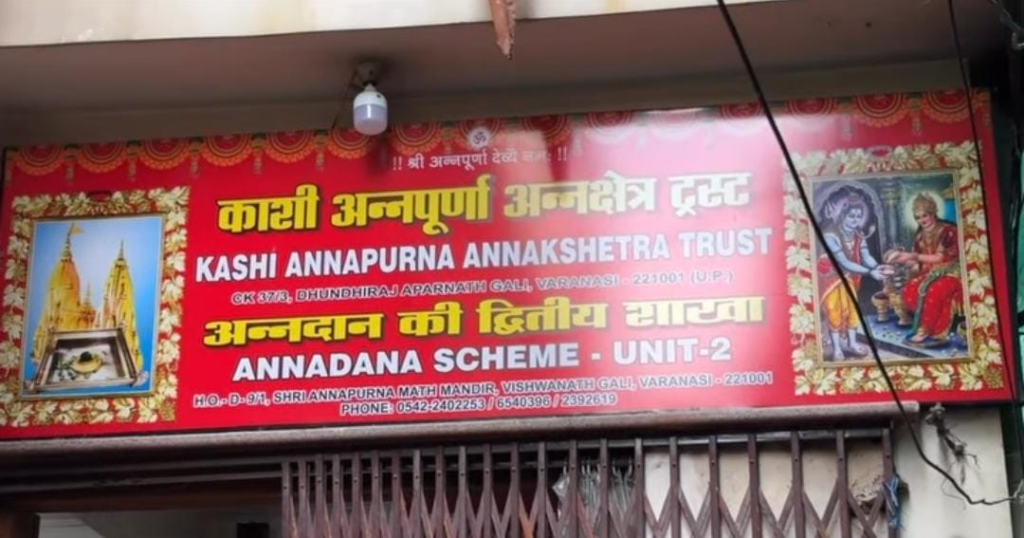 ॐ
!! श्री अन्नपूर्णा देव्यै नमः !!
काशी अन्नपूर्णा अन्नक्षेत्र ट्रस्ट
KASHI ANNAPURNA ANNAKSHETRA TRUST
CK 37/3, DHUNDHIRAJ APARNATH GALI, VARANASI - 221001 (U.P.)
अन्नदान की द्वितीय शाखा
ANNADANA SCHEME - UNIT-2
H.O.- D- 9/1, SHRI ANNAPURNA MATH MANDIR, VISHWANATH GALI, VARANASI - 221001
PHONE: 0542-2402253 / 6540396 / 2392619